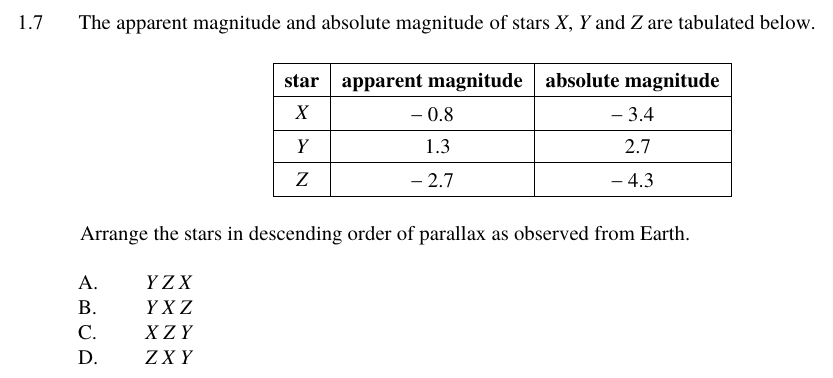 1.7 The apparent magnitude and absolute magnitude of stars X, Y and Z are tabulated below.
star apparent magnitude absolute magnitude
X – 0.8 – 3.4
Y 1.3 2.7
Z – 2.7 – 4.3
Arrange the stars in descending order of parallax as observed from Earth.
A. Y Z X
B. Y X Z
C. X Z Y
D. Z X Y